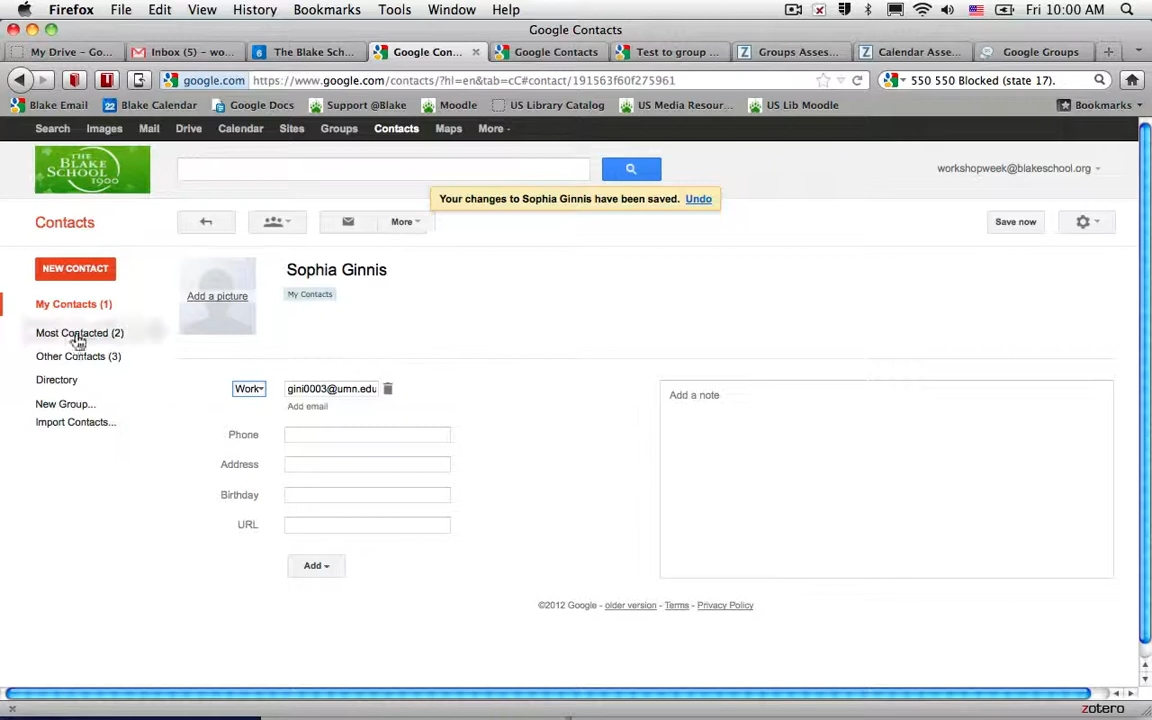 Firefox File Edit View History Bookmarks Tools Window Help Fri 10:00 AM
Google Contacts
My Drive - Go... Inbox (5) - wo... The Blake Sch... Google Con... Google Contacts Test to group ... Groups Asses... Calendar Asse... Google Groups
google.com https://www.google.com/contacts/?hl=en&tab=cC#contact/191563f60f275961 550 550 Blocked (state 17).
Blake Email Blake Calendar Google Docs Support @Blake Moodle US Library Catalog US Media Resour... US Lib Moodle Bookmarks
Search Images Mail Drive Calendar Sites Groups Contacts Maps More
THE BLAKE SCHOOL 1900
workshopweek@blakeschool.org
Your changes to Sophia Ginnis have been saved. Undo
Contacts More Save now
NEW CONTACT
Sophia Ginnis
Add a picture
My Contacts
My Contacts (1)
Most Contacted (2)
Other Contacts (3)
Directory
New Group...
Import Contacts...
Work gini0003@umn.edu
Add email
Add a note
Phone
Address
Birthday
URL
Add
©2012 Google - older version - Terms - Privacy Policy
zotero